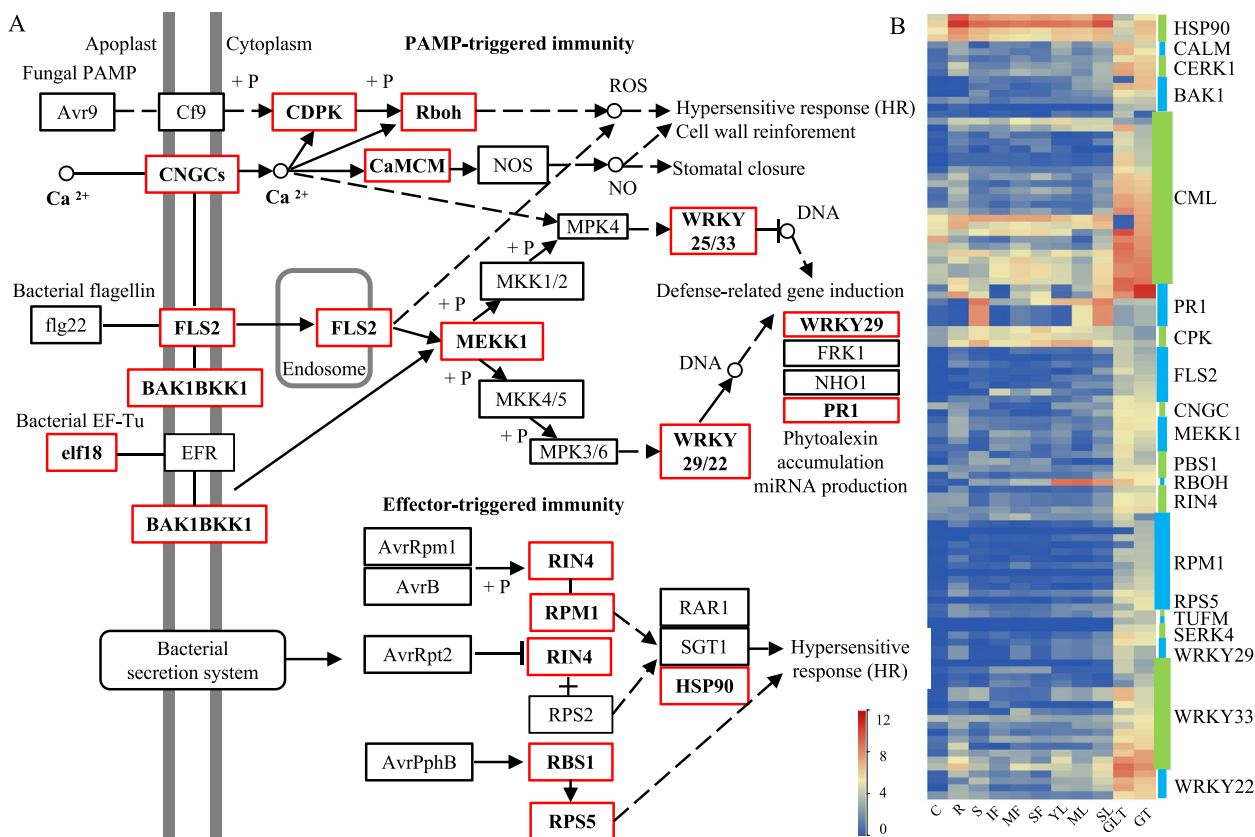 A
Apoplast
Cytoplasm
PAMP-triggered immunity
Fungal PAMP
+ P
+ P
ROS
Avr9
Cf9
CDPK
Rboh
Hypersensitive response (HR)
Cell wall reinforement
CNGCs
CaMCM
NOS
Stomatal closure
Ca 2+
Ca 2+
NO
MPK4
WRKY
25/33
DNA
+ P
MKK1/2
Bacterial flagellin
+ P
Defense-related gene induction
flg22
FLS2
FLS2
MEKK1
WRKY29
Endosome
FRK1
DNA
+ P
NHO1
BAK1BKK1
MKK4/5
PR1
Bacterial EF-Tu
+ P
elf18
EFR
MPK3/6
WRKY
29/22
Phytoalexin
accumulation
miRNA production
BAK1BKK1
Effector-triggered immunity
AvrRpm1
AvrB
+ P
RIN4
RPM1
RAR1
SGT1
HSP90
Bacterial
secretion system
AvrRpt2
RIN4
RPS2
Hypersensitive
response (HR)
AvrPphB
RBS1
RPS5
12
8
4
0
B
HSP90
CALM
CERK1
BAK1
CML
PR1
CPK
FLS2
CNGC
MEKK1
PBS1
RBOH
RIN4
RPM1
RPS5
TUFM
SERK4
WRKY29
WRKY33
WRKY22
C
R
S
IF
MF
SF
YL
ML
SL
GLT
GT